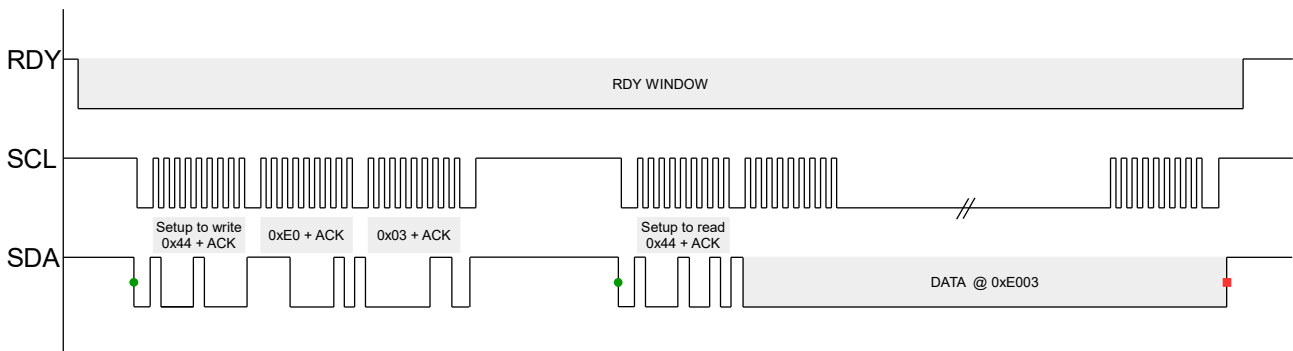 RDY
RDY WINDOW
SCL
Setup to write
0x44 + ACK
0xE0 + ACK
0x03 + ACK
Setup to read
0x44 + ACK
SDA
DATA @ 0xE003